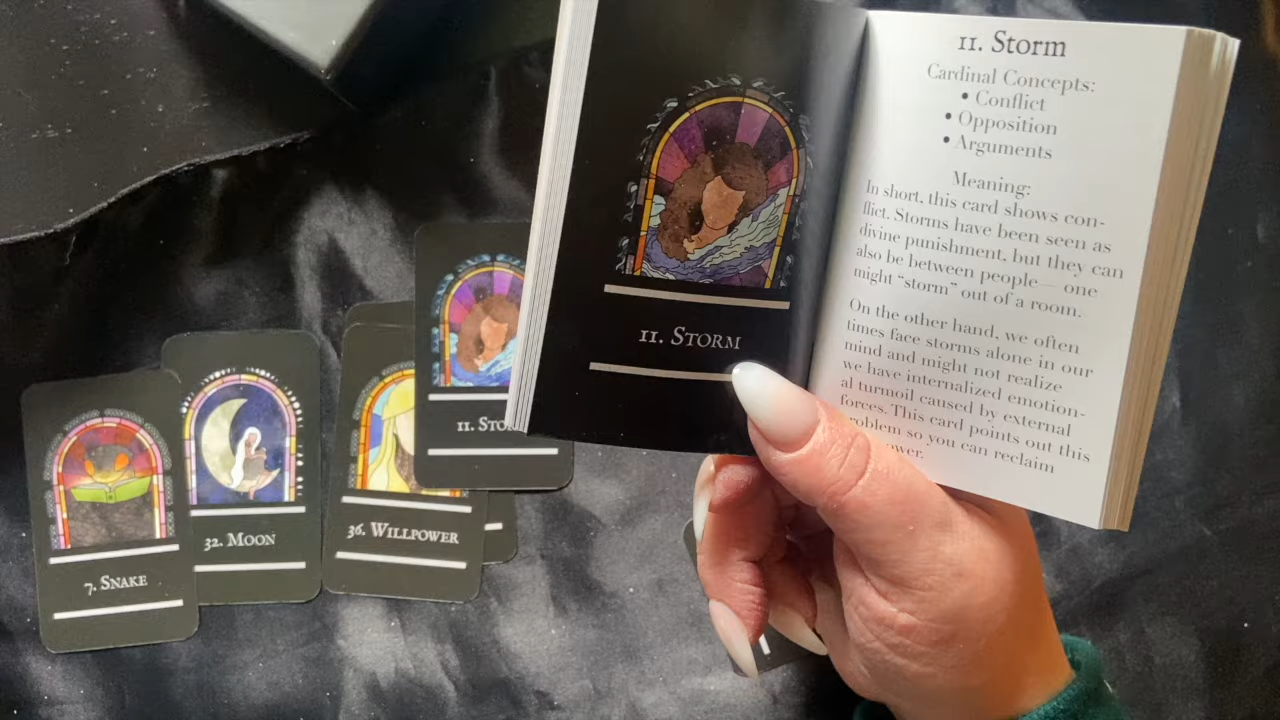 11. Storm
Cardinal Concepts:
• Conflict
• Opposition
• Arguments
Meaning:
In short, this card shows con-
flict. Storms have been seen as
divine punishment, but they can
also be between people— one
might "storm" out of a room.
On the other hand, we often
times face storms alone in our
mind and might not realize
we have internalized emotion-
al turmoil caused by external
forces. This card points out this
problem so you can reclaim
power.
11. STORM
11. STO
36. WILLPOWER
32. MOON
7. SNAKE